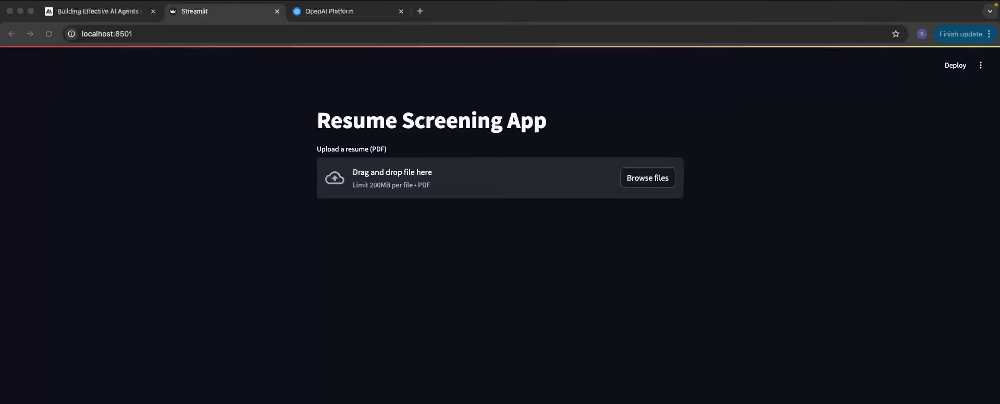 Building Effective AI Agents \
Streamlit
OpenAI Platform
localhost:8501
S
Finish update
Deploy
Resume Screening App
Upload a resume (PDF)
Drag and drop file here
Limit 200MB per file • PDF
Browse files